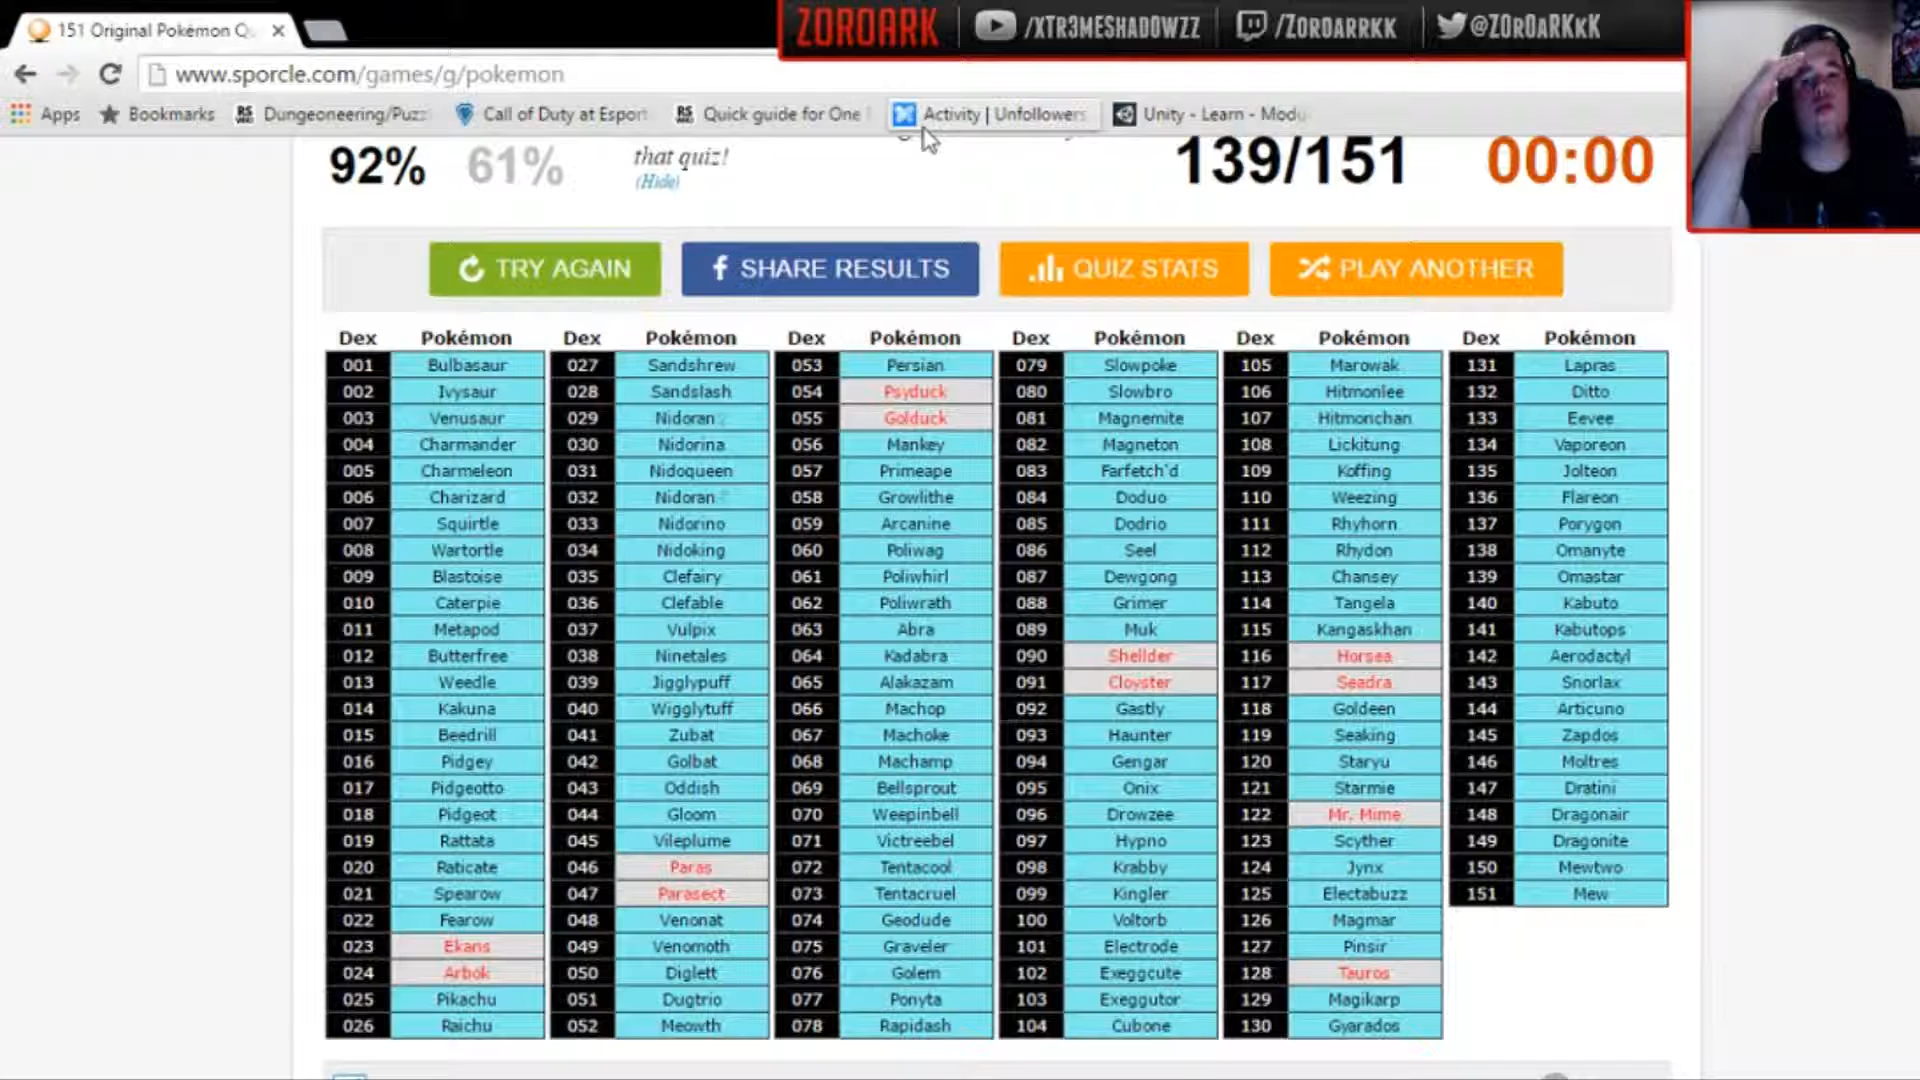 151 Original Pokémon Q
ZOROARK /XTR3MESHADOWZZ /ZOROARRKK @ZOROARKKK
www.sporcle.com/games/g/pokemon
Apps Bookmarks Dungeoneering/Puzz Call of Duty at Esport Quick guide for One Activity | Unfollowers Unity - Learn - Modu
92% 61% that quiz! 139/151 00:00
(Hide)
TRY AGAIN SHARE RESULTS QUIZ STATS PLAY ANOTHER
Dex Pokémon Dex Pokémon Dex Pokémon Dex Pokémon Dex Pokémon Dex Pokémon
001 Bulbasaur 027 Sandshrew 053 Persian 079 Slowpoke 105 Marowak 131 Lapras
002 Ivysaur 028 Sandslash 054 Psyduck 080 Slowbro 106 Hitmonlee 132 Ditto
003 Venusaur 029 Nidoran 055 Golduck 081 Magnemite 107 Hitmonchan 133 Eevee
004 Charmander 030 Nidorina 056 Mankey 082 Magneton 108 Lickitung 134 Vaporeon
005 Charmeleon 031 Nidoqueen 057 Primeape 083 Farfetch'd 109 Koffing 135 Jolteon
006 Charizard 032 Nidoran 058 Growlithe 084 Doduo 110 Weezing 136 Flareon
007 Squirtle 033 Nidorino 059 Arcanine 085 Dodrio 111 Rhyhorn 137 Porygon
008 Wartortle 034 Nidoking 060 Poliwag 086 Seel 112 Rhydon 138 Omanyte
009 Blastoise 035 Clefairy 061 Poliwhirl 087 Dewgong 113 Chansey 139 Omastar
010 Caterpie 036 Clefable 062 Poliwrath 088 Grimer 114 Tangela 140 Kabuto
011 Metapod 037 Vulpix 063 Abra 089 Muk 115 Kangaskhan 141 Kabutops
012 Butterfree 038 Ninetales 064 Kadabra 090 Shellder 116 Horsea 142 Aerodactyl
013 Weedle 039 Jigglypuff 065 Alakazam 091 Cloyster 117 Seadra 143 Snorlax
014 Kakuna 040 Wigglytuff 066 Machop 092 Gastly 118 Goldeen 144 Articuno
015 Beedrill 041 Zubat 067 Machoke 093 Haunter 119 Seaking 145 Zapdos
016 Pidgey 042 Golbat 068 Machamp 094 Gengar 120 Staryu 146 Moltres
017 Pidgeotto 043 Oddish 069 Bellsprout 095 Onix 121 Starmie 147 Dratini
018 Pidgeot 044 Gloom 070 Weepinbell 096 Drowzee 122 Mr. Mime 148 Dragonair
019 Rattata 045 Vileplume 071 Victreebel 097 Hypno 123 Scyther 149 Dragonite
020 Raticate 046 Paras 072 Tentacool 098 Krabby 124 Jynx 150 Mewtwo
021 Spearow 047 Parasect 073 Tentacruel 099 Kingler 125 Electabuzz 151 Mew
022 Fearow 048 Venonat 074 Geodude 100 Voltorb 126 Magmar
023 Ekans 049 Venomoth 075 Graveler 101 Electrode 127 Pinsir
024 Arbok 050 Diglett 076 Golem 102 Exeggcute 128 Tauros
025 Pikachu 051 Dugtrio 077 Ponyta 103 Exeggutor 129 Magikarp
026 Raichu 052 Meowth 078 Rapidash 104 Cubone 130 Gyarados